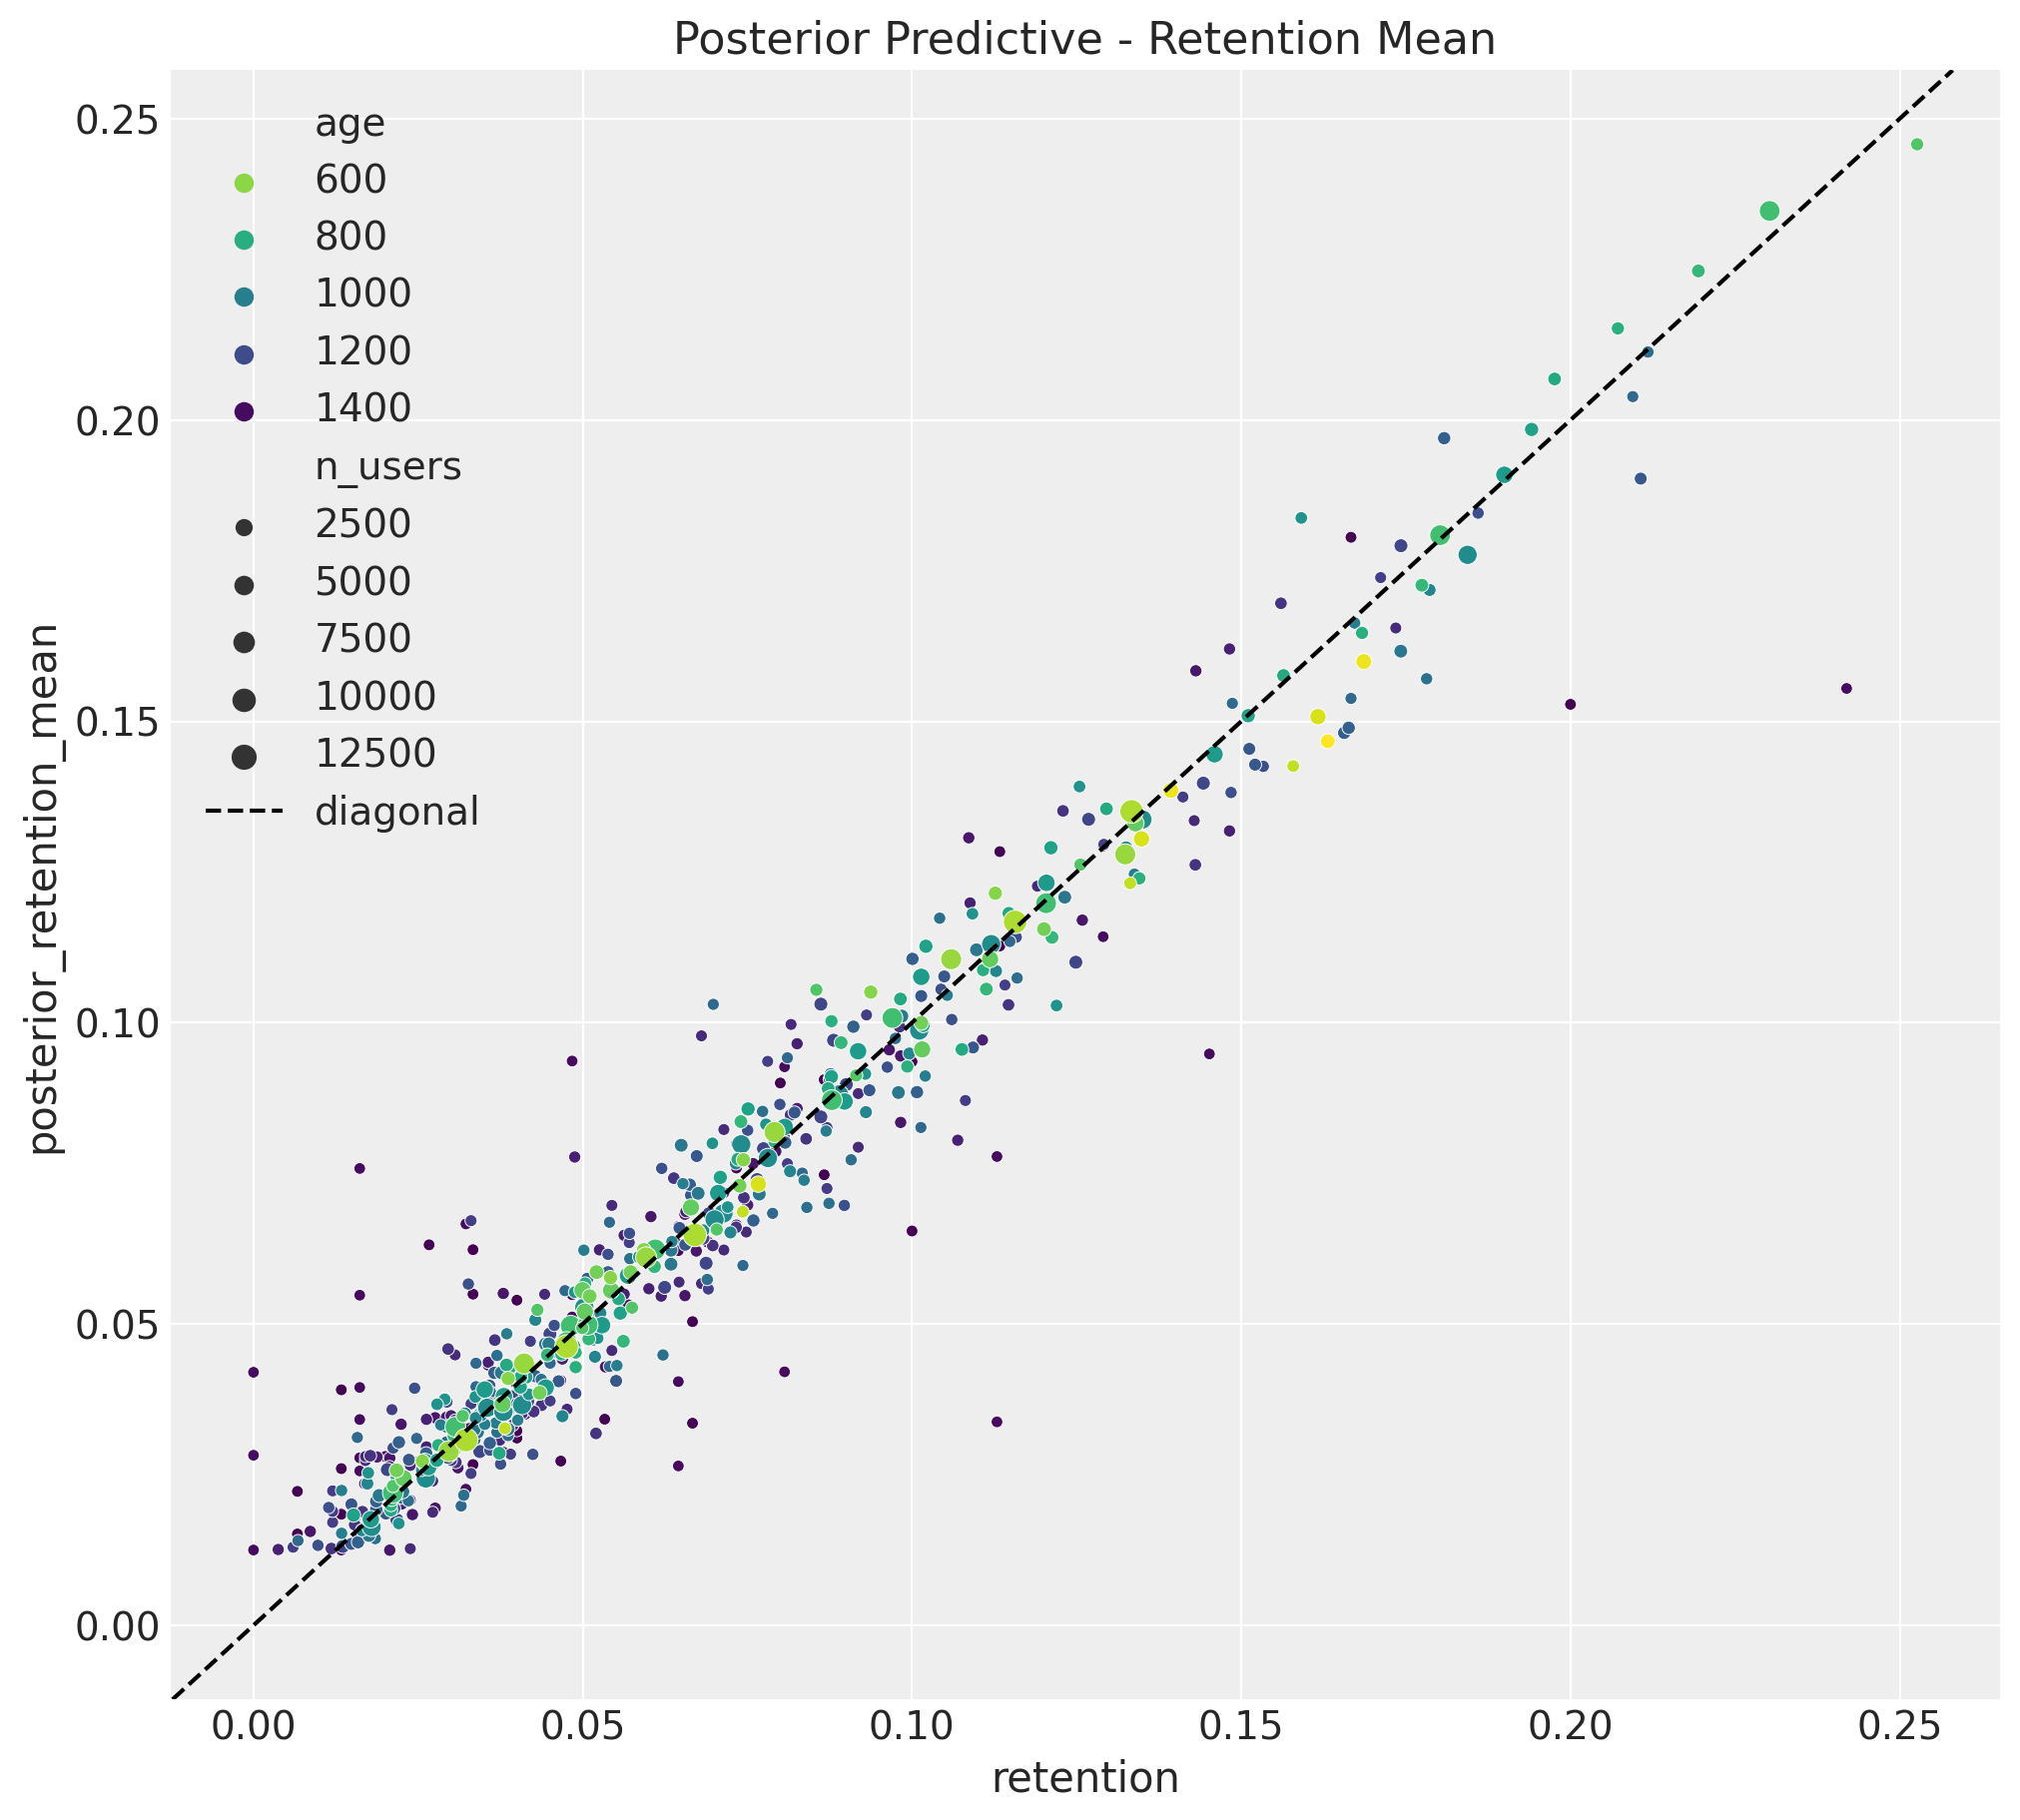 Posterior Predictive - Retention Mean
0.25
0.20
0.15
0.10
0.05
0.00
posterior_retention_mean
age
600
800
1000
1200
1400
n_users
2500
5000
7500
10000
12500
diagonal
0.00 0.05 0.10 0.15 0.20 0.25
retention